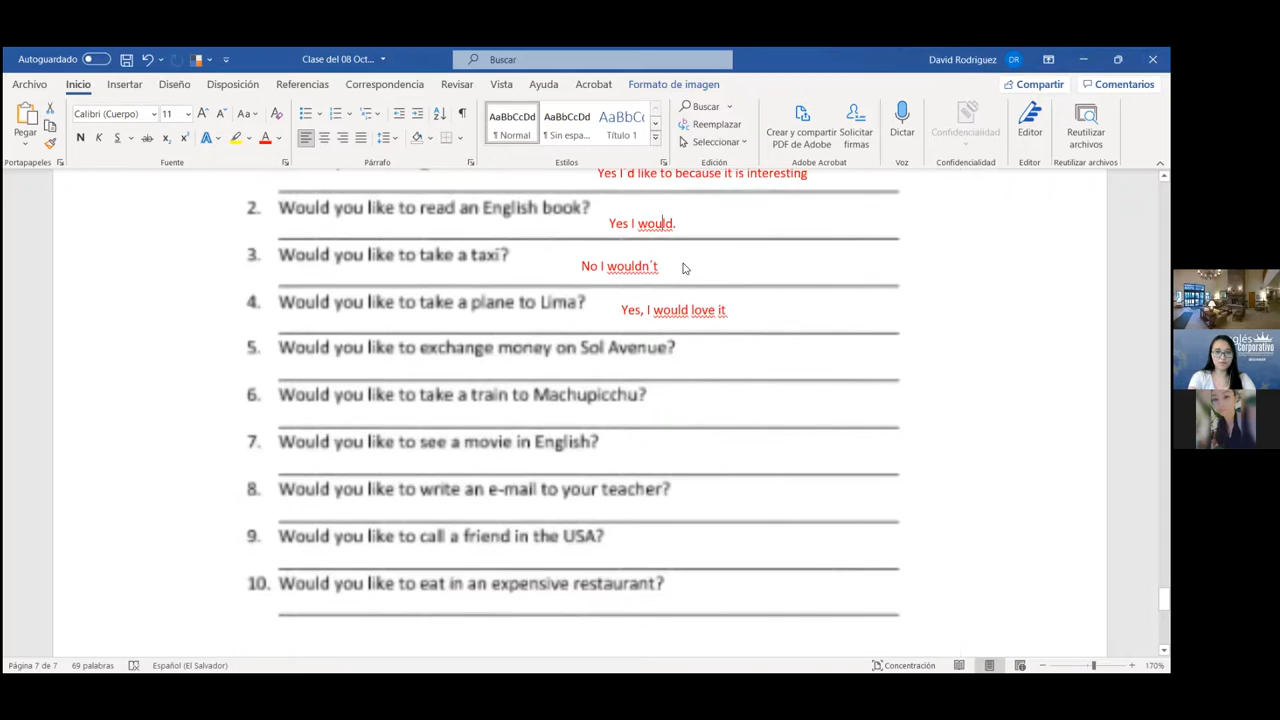 Autoguardado
Clase del 08 Oct...
Buscar
David Rodriguez
DR
Archivo
Inicio
Insertar
Diseño
Disposición
Referencias
Correspondencia
Revisar
Vista
Ayuda
Acrobat
Formato de imagen
Compartir
Comentarios
Pegar
Calibri (Cuerpo)
11
Aa
N K S ab x₂ x² A A
AaBbCcDd
¶ Normal
AaBbCcDd
¶ Sin espa...
AaBbCc
Título 1
Buscar
Reemplazar
Seleccionar
Crear y compartir
PDF de Adobe
Solicitar
firmas
Dictar
Confidencialidad
Editor
Reutilizar
archivos
Portapapeles
Fuente
Párrafo
Estilos
Edición
Adobe Acrobat
Voz
Confidencialidad
Editor
Reutilizar archivos
Yes I´d like to because it is interesting
2. Would you like to read an English book?
Yes I would.
3. Would you like to take a taxi?
No I wouldn´t
4. Would you like to take a plane to Lima?
Yes, I would love it
5. Would you like to exchange money on Sol Avenue?
6. Would you like to take a train to Machupicchu?
7. Would you like to see a movie in English?
8. Would you like to write an e-mail to your teacher?
9. Would you like to call a friend in the USA?
10. Would you like to eat in an expensive restaurant?
Página 7 de 7
69 palabras
Español (El Salvador)
Concentración
170%
glés
Corporativo
BEGINNER